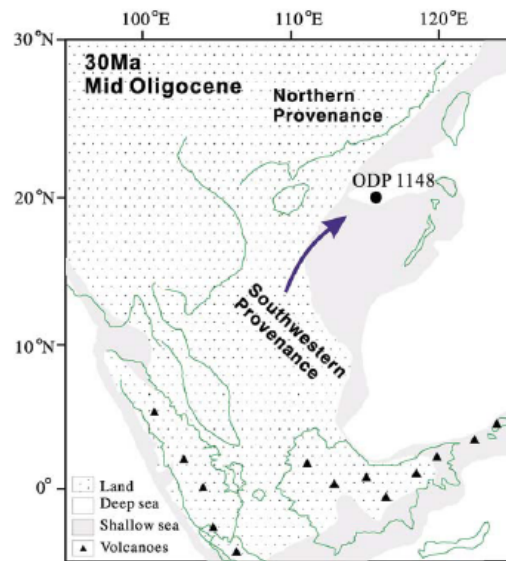 100°E
110°E
120°E
30°N
30Ma
Mid Oligocene
Northern
Provenance
ODP 1148
20°N
Southwestern
Provenance
10°N
0°
Land
Deep sea
Shallow sea
Volcanoes